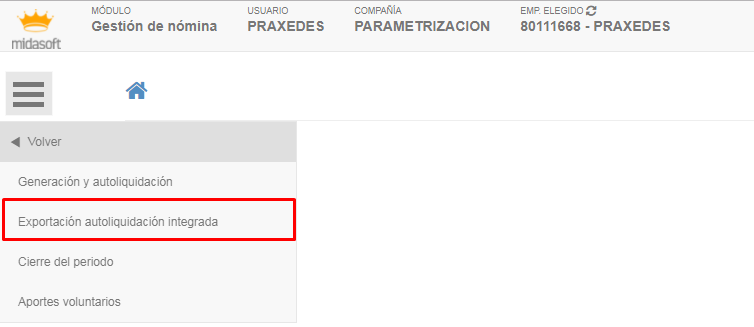 MÓDULO USUARIO COMPAÑÍA EMP. ELEGIDO
midasoft Gestión de nómina PRAXEDES PARAMETRIZACION 80111668 - PRAXEDES
Volver
Generación y autoliquidación
Exportación autoliquidación integrada
Cierre del periodo
Aportes voluntarios